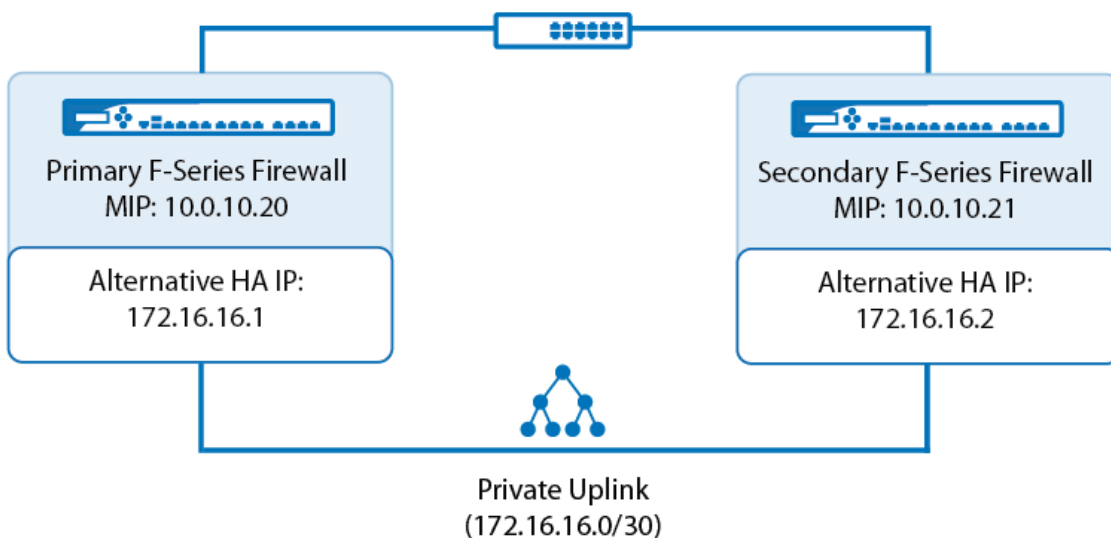 Primary F-Series Firewall
MIP: 10.0.10.20
Alternative HA IP:
172.16.16.1
Secondary F-Series Firewall
MIP: 10.0.10.21
Alternative HA IP:
172.16.16.2
Private Uplink
(172.16.16.0/30)